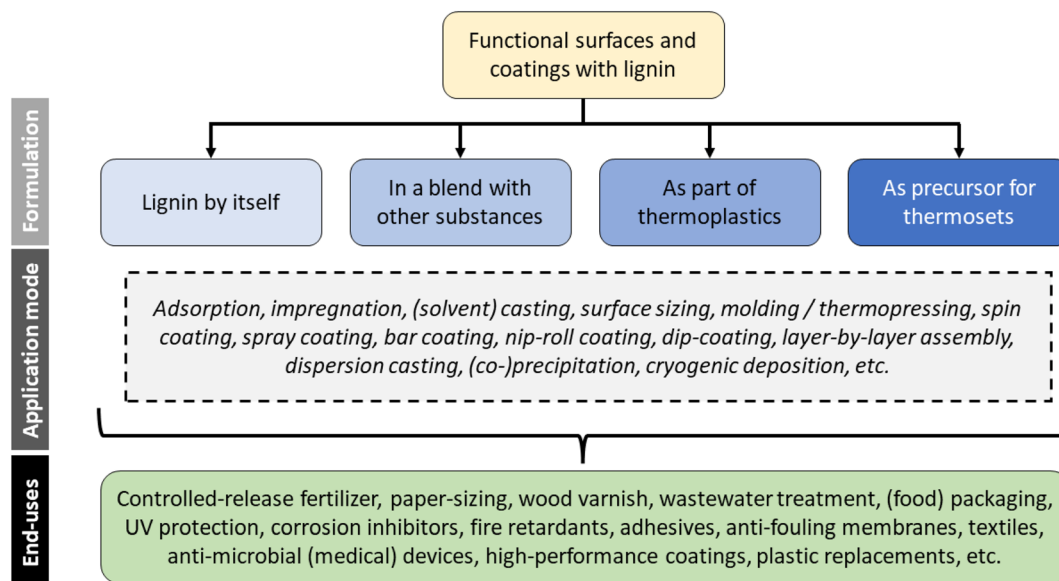 Functional surfaces and
coatings with lignin
Formulation
Lignin by itself
In a blend with
other substances
As part of
thermoplastics
As precursor for
thermosets
Application mode
Adsorption, impregnation, (solvent) casting, surface sizing, molding / thermopressing, spin
coating, spray coating, bar coating, nip-roll coating, dip-coating, layer-by-layer assembly,
dispersion casting, (co-)precipitation, cryogenic deposition, etc.
End-uses
Controlled-release fertilizer, paper-sizing, wood varnish, wastewater treatment, (food) packaging,
UV protection, corrosion inhibitors, fire retardants, adhesives, anti-fouling membranes, textiles,
anti-microbial (medical) devices, high-performance coatings, plastic replacements, etc.